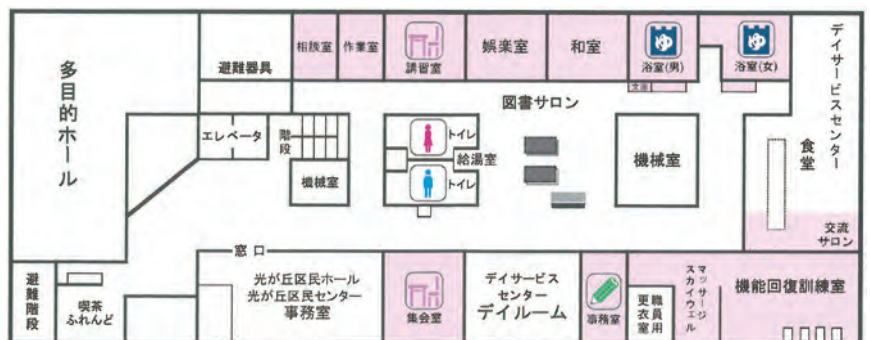 多目的ホール
避難器具
相談室
作業室
講習室
娯楽室
和室
ゆ
浴室(男)
ゆ
浴室(女)
デイサービスセンター
食堂
文庫
図書サロン
エレベータ
階段
トイレ
給湯室
トイレ
機械室
機械室
交流
サロン
窓口
避難階段
喫茶
ふれんど
光が丘区民ホール
光が丘区民センター
事務室
集会室
デイサービス
センター
デイルーム
事務室
職員用
更衣室
マッサージ
スカイウェル
機能回復訓練室